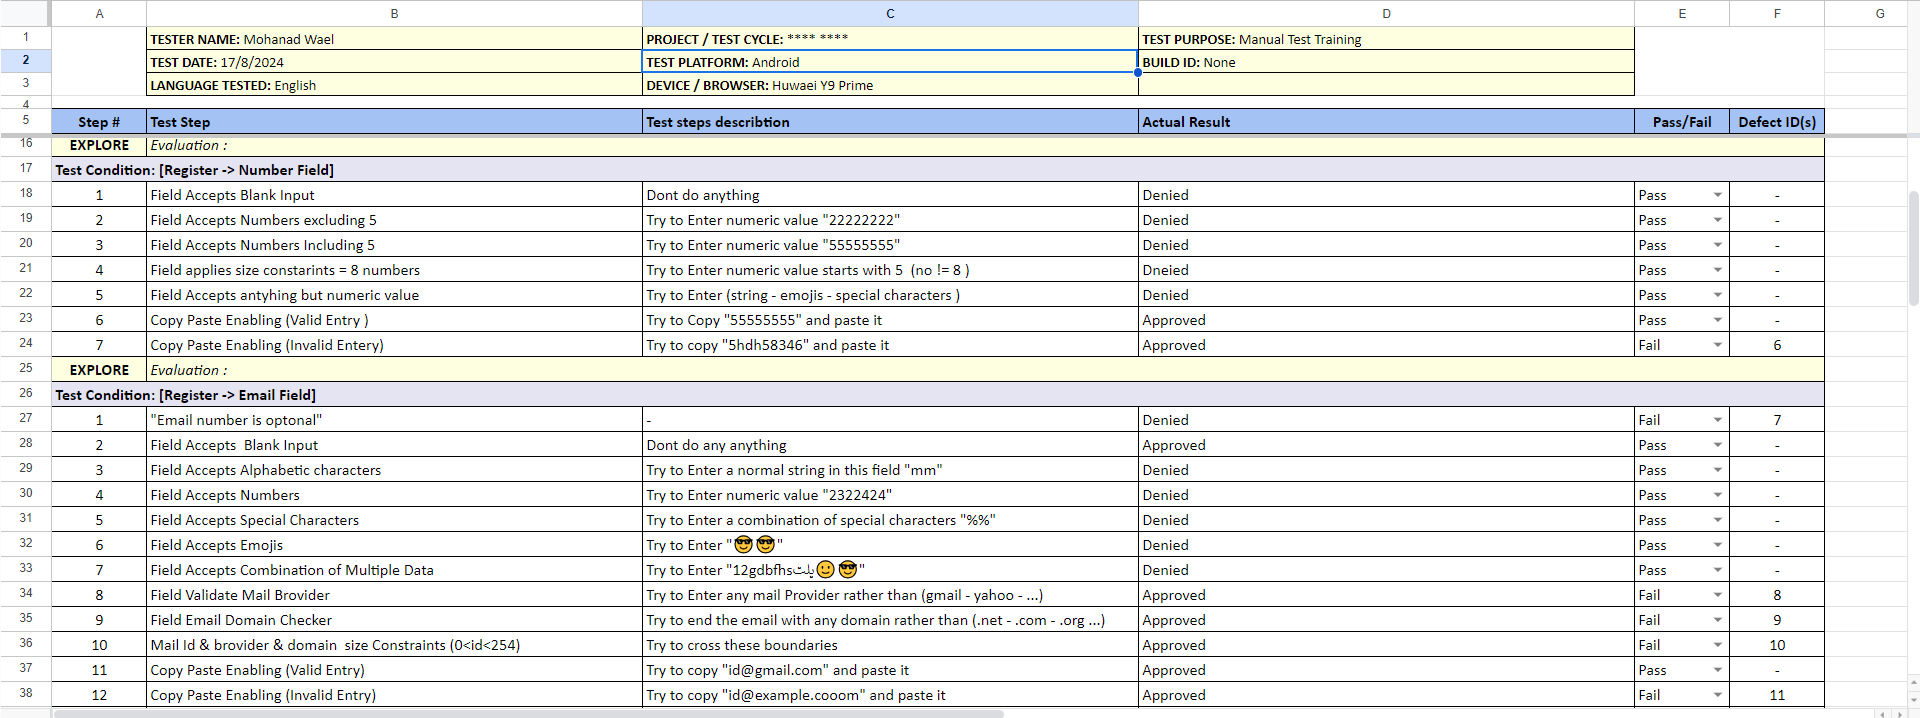 A B C D E F G
1 TESTER NAME: Mohanad Wael PROJECT / TEST CYCLE: **** **** TEST PURPOSE: Manual Test Training
2 TEST DATE: 17/8/2024 TEST PLATFORM: Android BUILD ID: None
3 LANGUAGE TESTED: English DEVICE / BROWSER: Huwaei Y9 Prime
4
5 Step # Test Step Test steps describtion Actual Result Pass/Fail Defect ID(s)
16 EXPLORE Evaluation :
17 Test Condition: [Register -> Number Field]
18 1 Field Accepts Blank Input Dont do anything Denied Pass -
19 2 Field Accepts Numbers excluding 5 Try to Enter numeric value "22222222" Denied Pass -
20 3 Field Accepts Numbers Including 5 Try to Enter numeric value "55555555" Denied Pass -
21 4 Field applies size constarints = 8 numbers Try to Enter numeric value starts with 5 (no != 8 ) Dneied Pass -
22 5 Field Accepts antyhing but numeric value Try to Enter (string - emojis - special characters ) Denied Pass -
23 6 Copy Paste Enabling (Valid Entry ) Try to Copy "55555555" and paste it Approved Pass -
24 7 Copy Paste Enabling (Invalid Entery) Try to copy "5hdh58346" and paste it Approved Fail 6
25 EXPLORE Evaluation :
26 Test Condition: [Register -> Email Field]
27 1 "Email number is optonal" - Denied Fail 7
28 2 Field Accepts  Blank Input Dont do any anything Approved Pass -
29 3 Field Accepts Alphabetic characters Try to Enter a normal string in this field "mm" Denied Pass -
30 4 Field Accepts Numbers Try to Enter numeric value "2322424" Denied Pass -
31 5 Field Accepts Special Characters Try to Enter a combination of special characters "%%" Denied Pass -
32 6 Field Accepts Emojis Try to Enter "😎😎" Denied Pass -
33 7 Field Accepts Combination of Multiple Data Try to Enter "12gdbfhsيلت🙂😎" Denied Pass -
34 8 Field Validate Mail Brovider Try to Enter any mail Provider rather than (gmail - yahoo - ...) Approved Fail 8
35 9 Field Email Domain Checker Try to end the email with any domain rather than (.net - .com - .org ...) Approved Fail 9
36 10 Mail Id & brovider & domain  size Constraints (0<id<254) Try to cross these boundaries Approved Fail 10
37 11 Copy Paste Enabling (Valid Entry) Try to copy "id@gmail.com" and paste it Approved Pass -
38 12 Copy Paste Enabling (Invalid Entry) Try to copy "id@example.cooom" and paste it Approved Fail 11